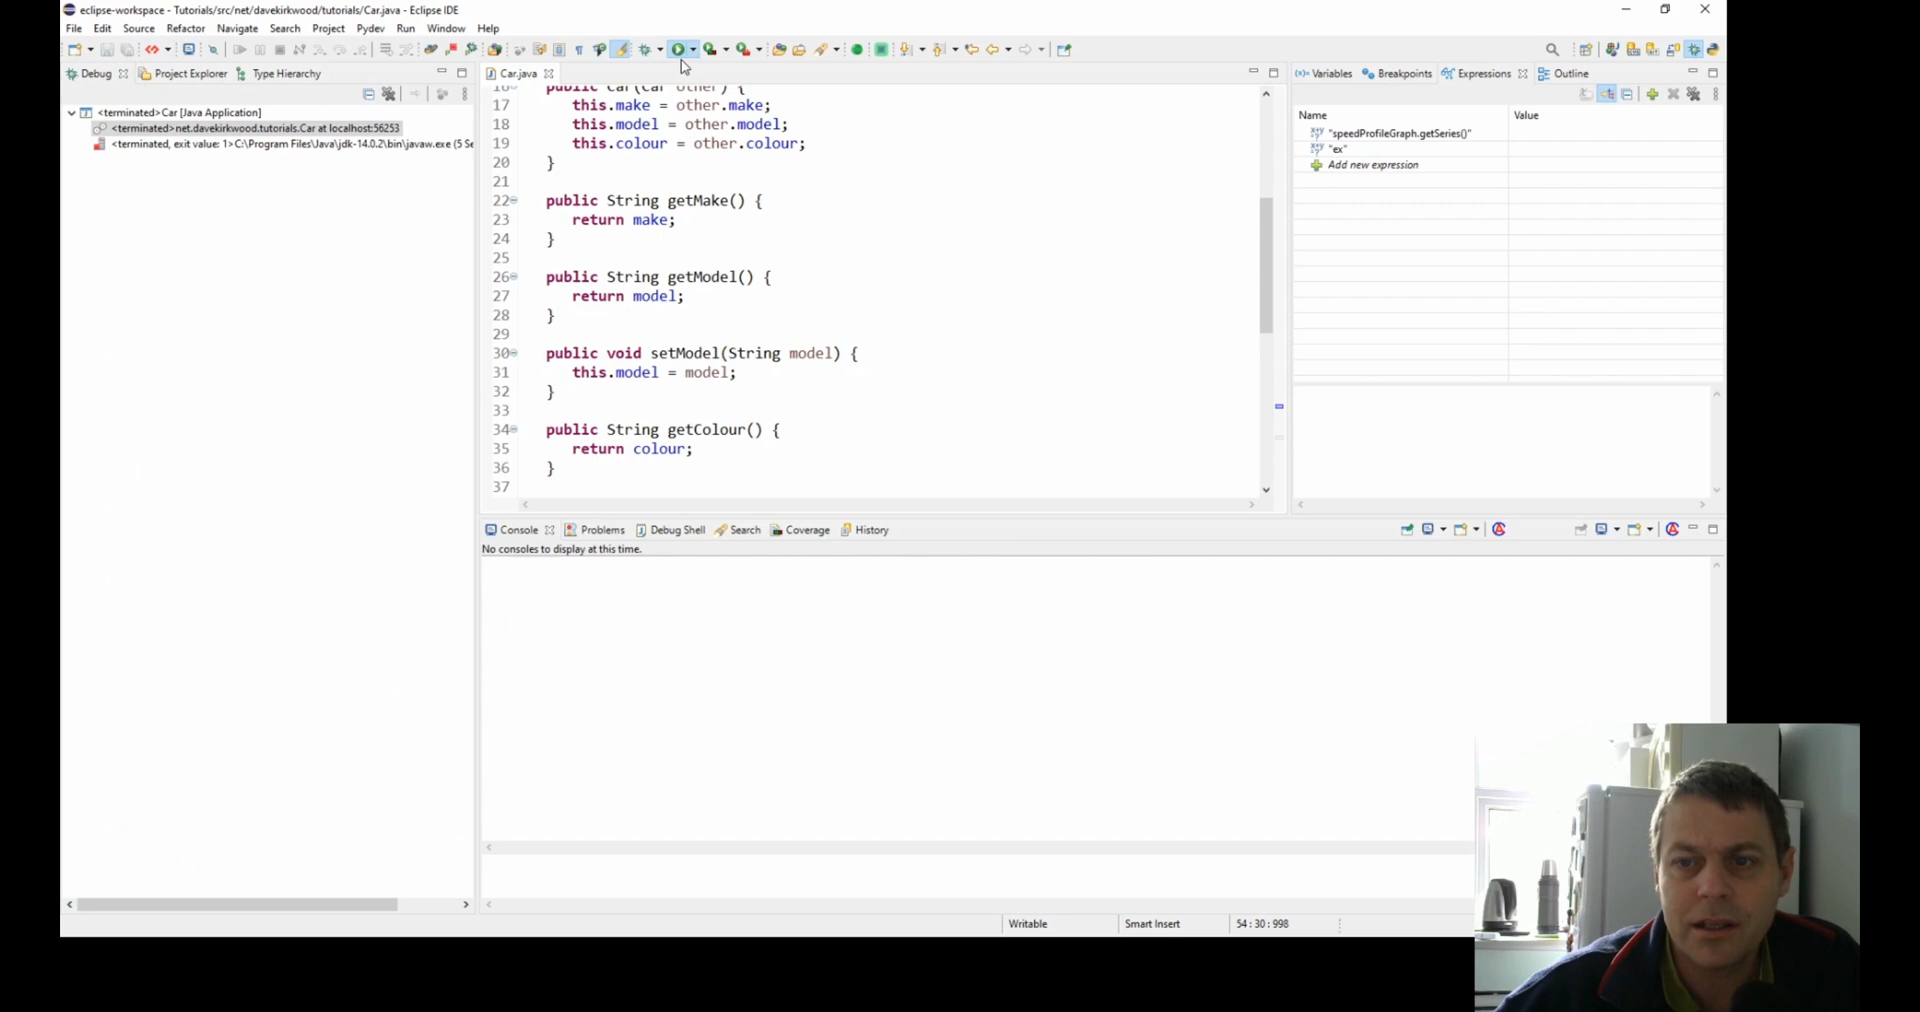 eclipse-workspace - Tutorials/src/net/davekirkwood/tutorials/Car.java - Eclipse IDE
File Edit Source Refactor Navigate Search Project Pydev Run Window Help
Debug Project Explorer Type Hierarchy
<terminated>Car [Java Application]
<terminated>net.davekirkwood.tutorials.Car at localhost:56253
<terminated, exit value: 1>C:\Program Files\Java\jdk-14.0.2\bin\javaw.exe (5 Se
Car.java
16 public Car(Car other) {
17 this.make = other.make;
18 this.model = other.model;
19 this.colour = other.colour;
20 }
21
22 public String getMake() {
23 return make;
24 }
25
26 public String getModel() {
27 return model;
28 }
29
30 public void setModel(String model) {
31 this.model = model;
32 }
33
34 public String getColour() {
35 return colour;
36 }
37
Variables Breakpoints Expressions Outline
Name Value
"speedProfileGraph.getSeries()"
"ex"
Add new expression
Console Problems Debug Shell Search Coverage History
No consoles to display at this time.
Writable Smart Insert 54 : 30 : 998